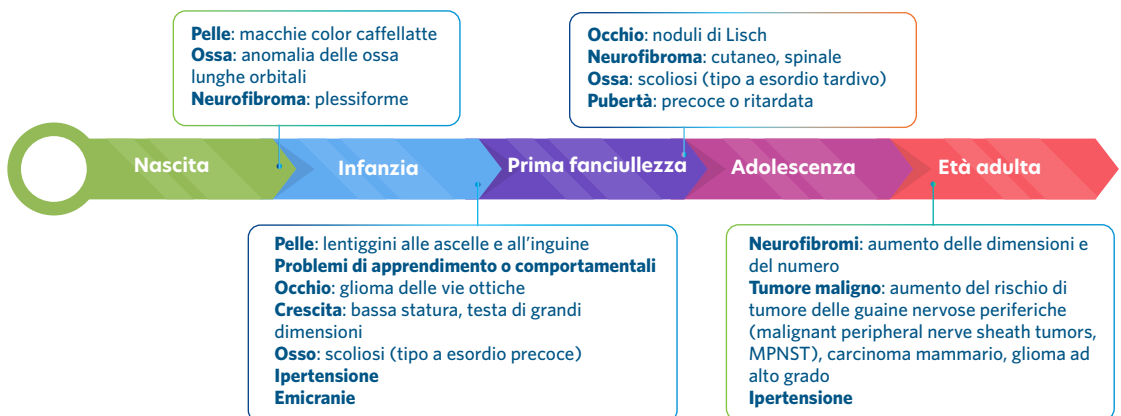 Pelle: macchie color caffellatte
Ossa: anomalia delle ossa
lunghe orbitali
Neurofibroma: plessiforme
Occhio: noduli di Lisch
Neurofibroma: cutaneo, spinale
Ossa: scoliosi (tipo a esordio tardivo)
Pubertà: precoce o ritardata
Nascita
Infanzia
Prima fanciullezza
Adolescenza
Età adulta
Pelle: lentiggini alle ascelle e all'inguine
Problemi di apprendimento o comportamentali
Occhio: glioma delle vie ottiche
Crescita: bassa statura, testa di grandi
dimensioni
Osso: scoliosi (tipo a esordio precoce)
Ipertensione
Emicranie
Neurofibromi: aumento delle dimensioni e
del numero
Tumore maligno: aumento del rischio di
tumore delle guaine nervose periferiche
(malignant peripheral nerve sheath tumors,
MPNST), carcinoma mammario, glioma ad
alto grado
Ipertensione